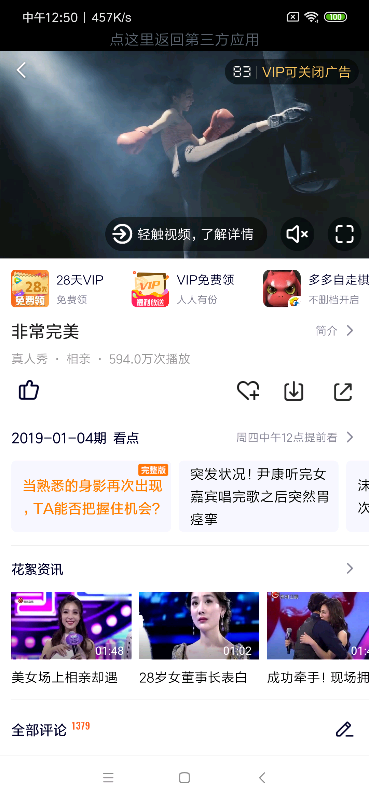 中午12:50 | 457K/s
100
点这里返回第三方应用
83 | VIP可关闭广告
轻触视频，了解详情
28天
免费领
28天VIP
免费领
VIP
福利放送
VIP免费领
人人有份
多多自走棋
不删档开启
非常完美
简介
真人秀 · 相亲 · 594.0万次播放
2019-01-04期 看点
周四中午12点提前看
完整版
当熟悉的身影再次出现
，TA能否把握住机会?
突发状况! 尹康听完女
嘉宾唱完歌之后突然胃
痉挛
沫
次
花絮资讯
01:48
01:02
01:4
美女场上相亲却遇
28岁女董事长表白
成功牵手! 现场拥
全部评论 1379